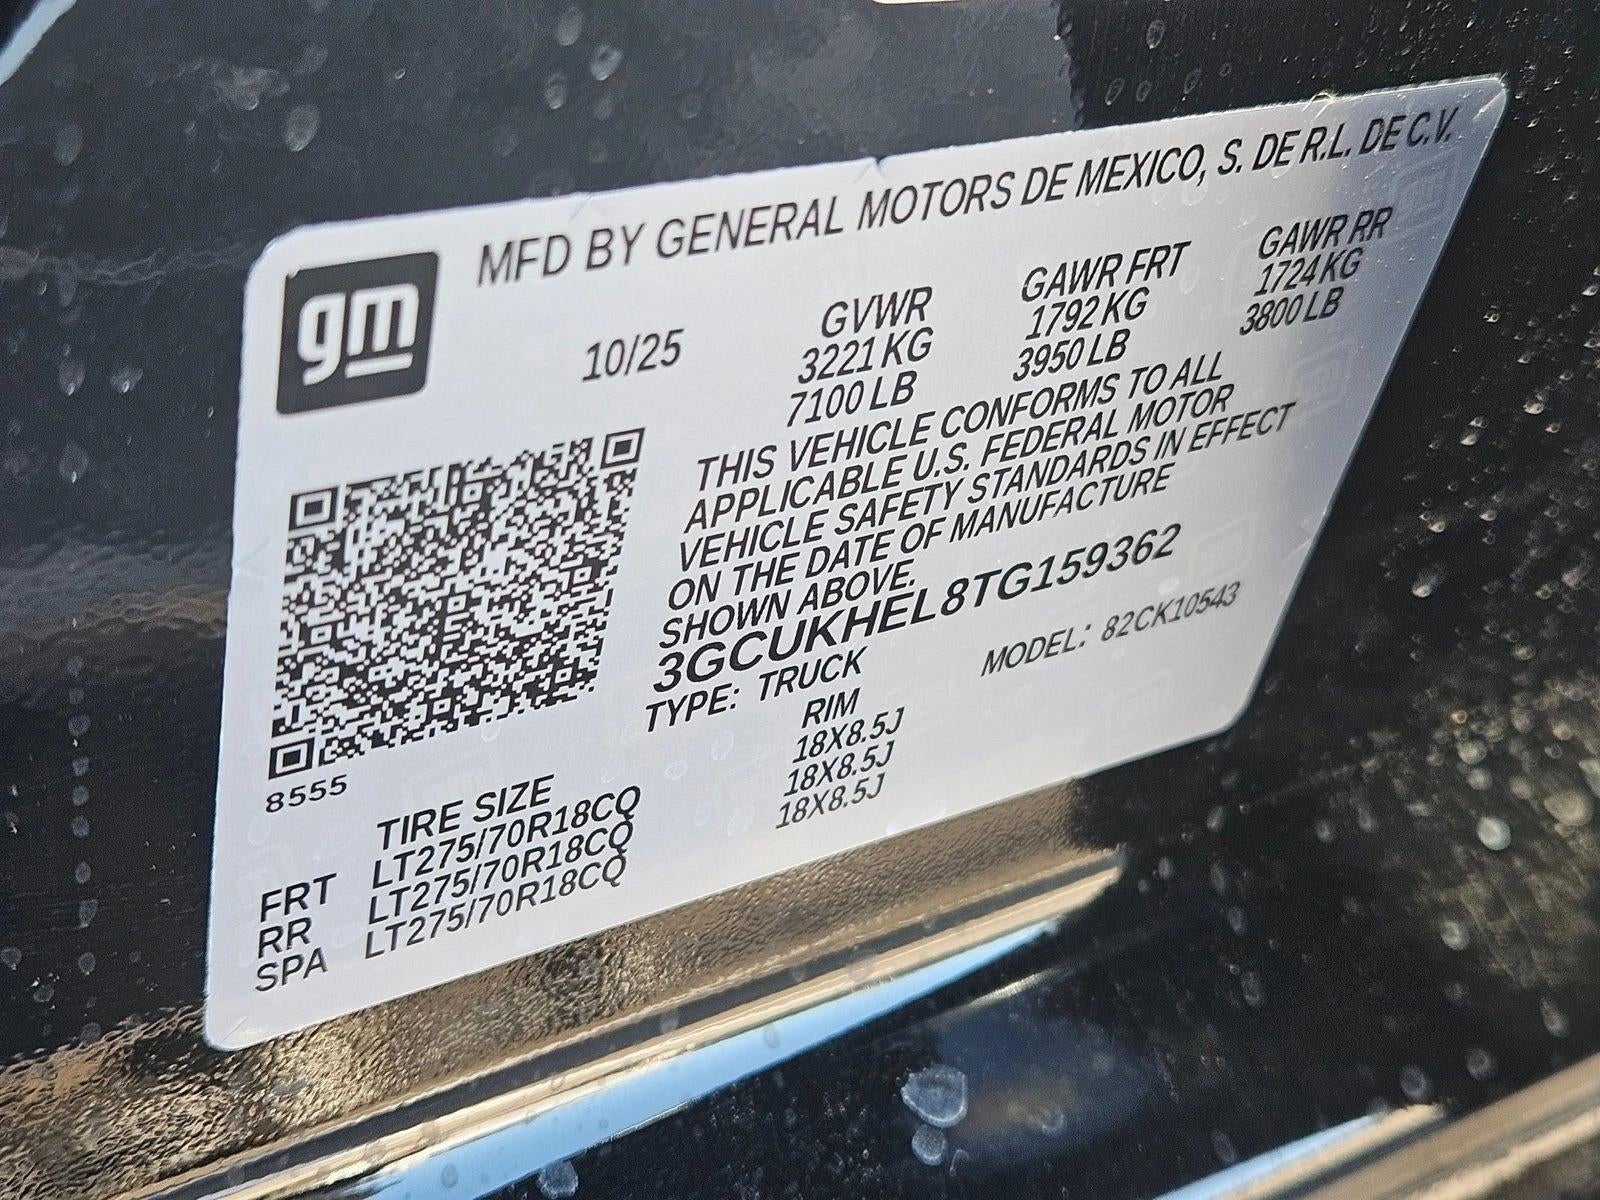 MFD BY GENERAL MOTORS DE MEXICO, S. DE R.L. DE C.V.
gm
10/25
GVWR GAWR FRT GAWR RR
3221 KG 1792 KG 1724 KG
7100 LB 3950 LB 3800 LB
THIS VEHICLE CONFORMS TO ALL
APPLICABLE U.S. FEDERAL MOTOR
VEHICLE SAFETY STANDARDS IN EFFECT
ON THE DATE OF MANUFACTURE
SHOWN ABOVE.
3GCUKHEL8TG159362
TYPE: TRUCK MODEL: 82CK10543
8555
TIRE SIZE RIM
FRT LT275/70R18CQ 18X8.5J
RR LT275/70R18CQ 18X8.5J
SPA LT275/70R18CQ 18X8.5J